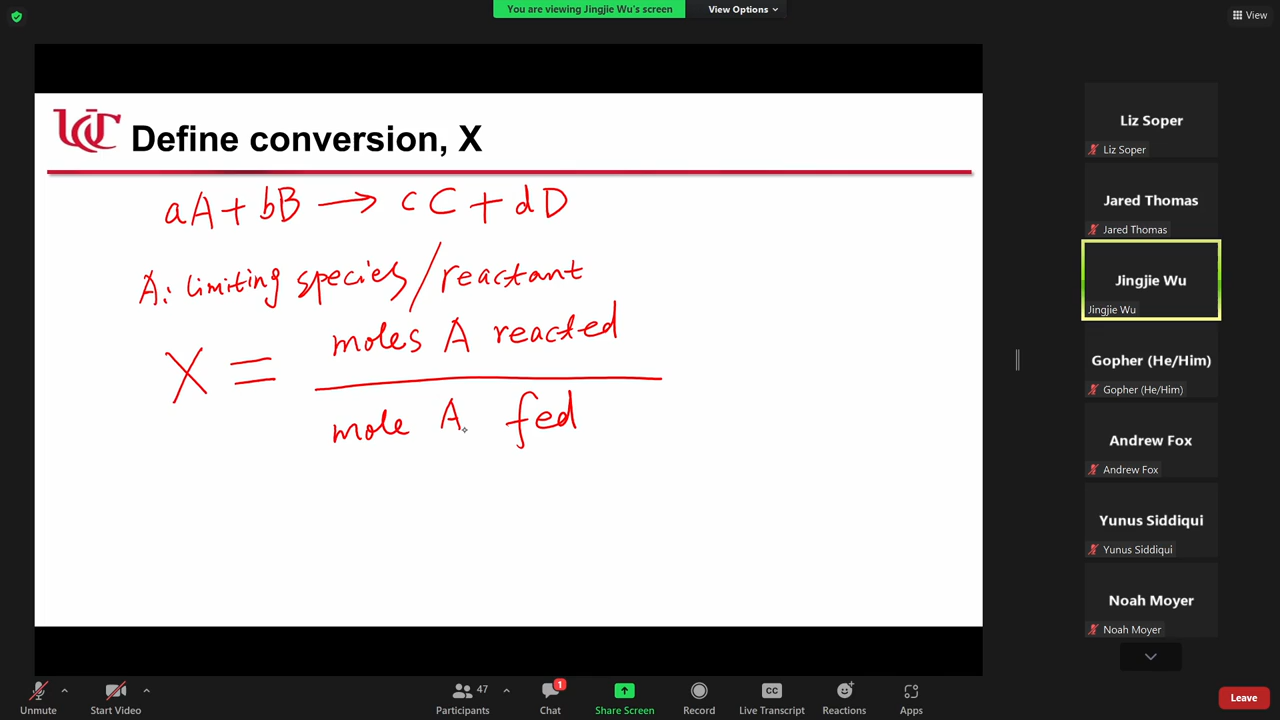 You are viewing Jingjie Wu's screen
View Options
View
UC
Define conversion, X
aA + bB → cC + dD
A: limiting species/reactant
X = moles A reacted
mole A fed
Liz Soper
Liz Soper
Jared Thomas
Jared Thomas
Jingjie Wu
Jingjie Wu
Gopher (He/Him)
Gopher (He/Him)
Andrew Fox
Andrew Fox
Yunus Siddiqui
Yunus Siddiqui
Noah Moyer
Noah Moyer
Unmute
Start Video
47
Participants
1
Chat
Share Screen
Record
CC
Live Transcript
Reactions
Apps
Leave